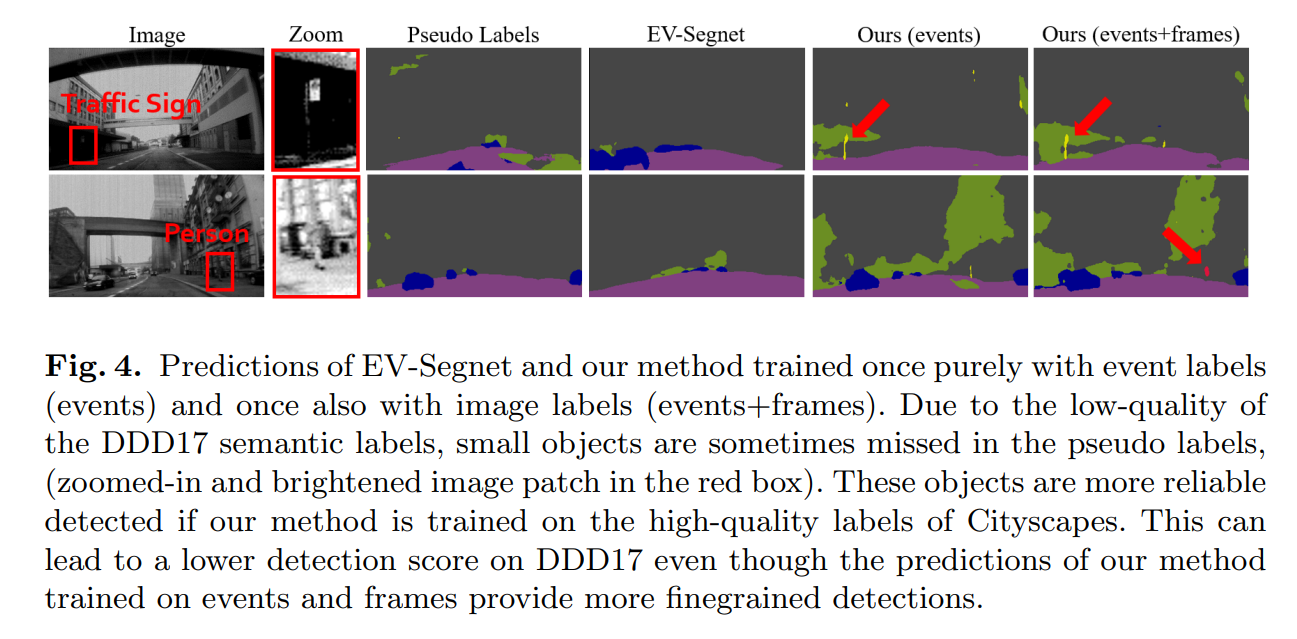 Image Zoom Pseudo Labels EV-Segnet Ours (events) Ours (events+frames)
Traffic Sign
Person
Fig. 4. Predictions of EV-Segnet and our method trained once purely with event labels
(events) and once also with image labels (events+frames). Due to the low-quality of
the DDD17 semantic labels, small objects are sometimes missed in the pseudo labels,
(zoomed-in and brightened image patch in the red box). These objects are more reliable
detected if our method is trained on the high-quality labels of Cityscapes. This can
lead to a lower detection score on DDD17 even though the predictions of our method
trained on events and frames provide more finegrained detections.